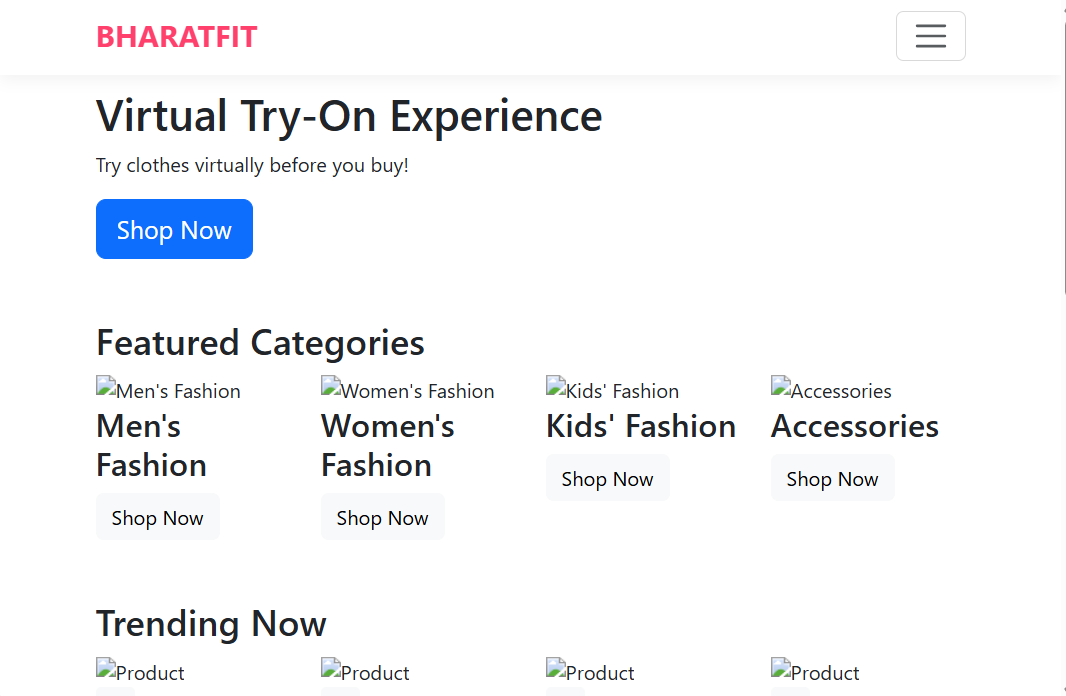 BHARATFIT
Virtual Try-On Experience
Try clothes virtually before you buy!
Shop Now
Featured Categories
Men's Fashion
Men's
Fashion
Shop Now
Women's Fashion
Women's
Fashion
Shop Now
Kids' Fashion
Kids' Fashion
Shop Now
Accessories
Accessories
Shop Now
Trending Now
Product
Product
Product
Product